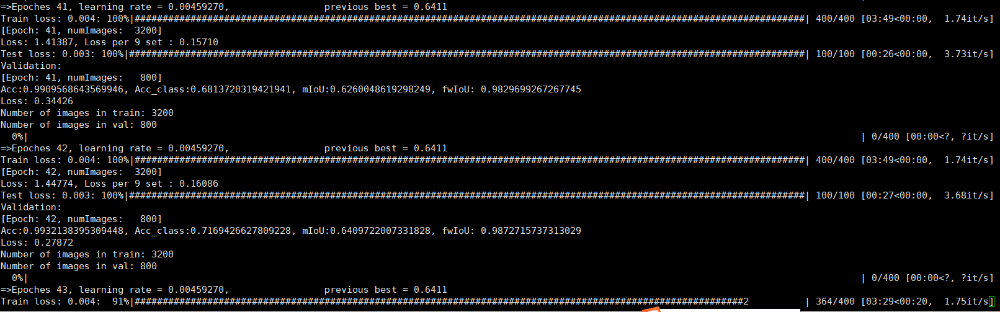 =>Epoches 41, learning rate = 0.00459270,                 previous best = 0.6411
Train loss: 0.004: 100%|########################################################################################################################| 400/400 [03:49<00:00,  1.74it/s]
[Epoch: 41, numImages:  3200]
Loss: 1.41387, Loss per 9 set : 0.15710
Test loss: 0.003: 100%|#########################################################################################################################| 100/100 [00:26<00:00,  3.73it/s]
Validation:
[Epoch: 41, numImages:   800]
Acc:0.9909568643569946, Acc_class:0.6813720319421941, mIoU:0.6260048619298249, fwIoU: 0.9829699267267745
Loss: 0.34426
Number of images in train: 3200
Number of images in val: 800
  0%|                                                                                                                                                     | 0/400 [00:00<?, ?it/s]
=>Epoches 42, learning rate = 0.00459270,                 previous best = 0.6411
Train loss: 0.004: 100%|########################################################################################################################| 400/400 [03:49<00:00,  1.74it/s]
[Epoch: 42, numImages:  3200]
Loss: 1.44774, Loss per 9 set : 0.16086
Test loss: 0.003: 100%|#########################################################################################################################| 100/100 [00:27<00:00,  3.68it/s]
Validation:
[Epoch: 42, numImages:   800]
Acc:0.9932138395309448, Acc_class:0.7169426627809228, mIoU:0.6409722007331828, fwIoU: 0.9872715737313029
Loss: 0.27872
Number of images in train: 3200
Number of images in val: 800
  0%|                                                                                                                                                     | 0/400 [00:00<?, ?it/s]
=>Epoches 43, learning rate = 0.00459270,                 previous best = 0.6411
Train loss: 0.004:  91%|#############################################################################################################2          | 364/400 [03:29<00:20,  1.75it/s]